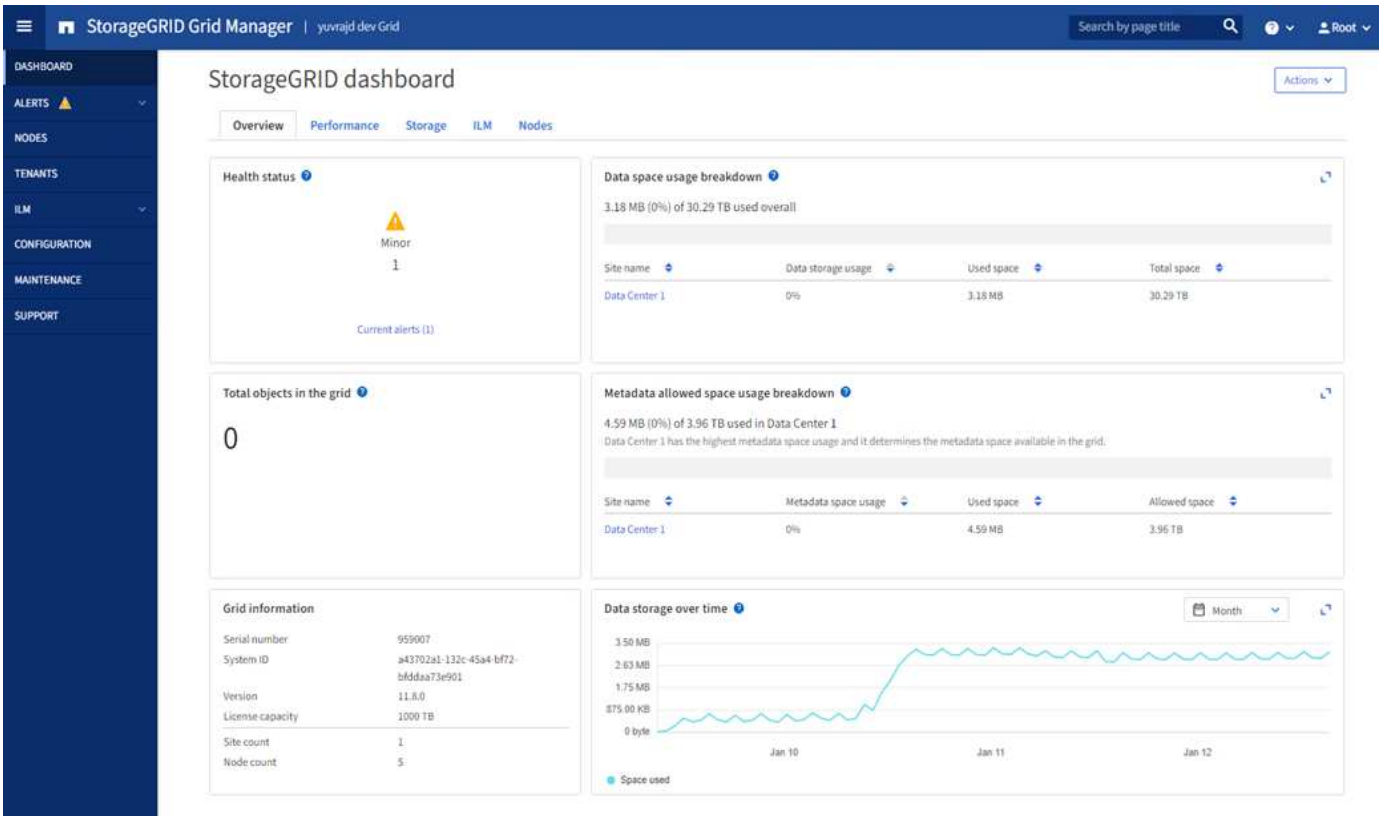 StorageGRID Grid Manager | yuvrajd dev Grid
Search by page title
Root
DASHBOARD
ALERTS
NODES
TENANTS
ILM
CONFIGURATION
MAINTENANCE
SUPPORT
StorageGRID dashboard
Actions
Overview Performance Storage ILM Nodes
Health status
Minor
1
Current alerts (1)
Data space usage breakdown
3.18 MB (0%) of 30.29 TB used overall
Site name Data storage usage Used space Total space
Data Center 1 0% 3.18 MB 30.29 TB
Total objects in the grid
0
Metadata allowed space usage breakdown
4.59 MB (0%) of 3.96 TB used in Data Center 1
Data Center 1 has the highest metadata space usage and it determines the metadata space available in the grid.
Site name Metadata space usage Used space Allowed space
Data Center 1 0% 4.59 MB 3.96 TB
Grid information
Serial number 959007
System ID a43702a1-132c-45a4-bf72-
bfddaa73e901
Version 11.8.0
License capacity 1000 TB
Site count 1
Node count 5
Data storage over time
Month
3.50 MB
2.63 MB
1.75 MB
875.00 KB
0 byte
Jan 10 Jan 11 Jan 12
Space used